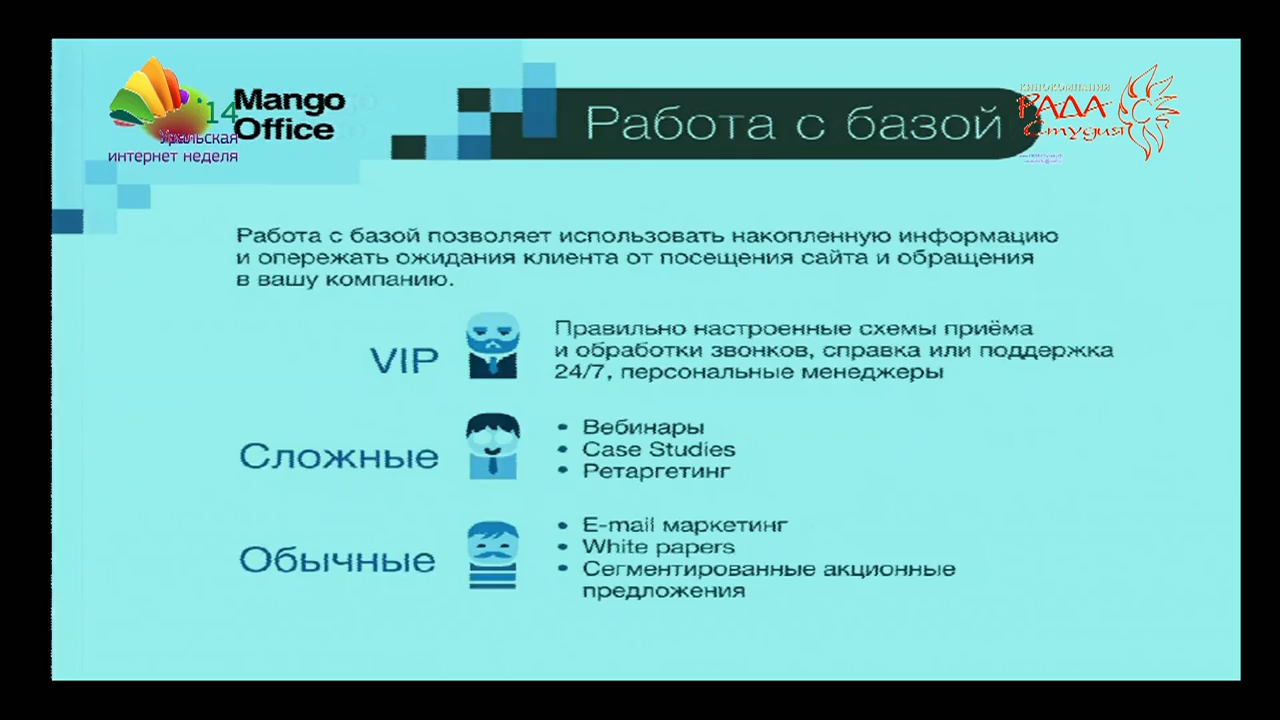 '14
Уральская
интернет неделя
Mango
Office
Работа с базой
КИНОКОМПАНИЯ
РАДА
Студия
Работа с базой позволяет использовать накопленную информацию
и опережать ожидания клиента от посещения сайта и обращения
в вашу компанию.
VIP
Правильно настроенные схемы приёма
и обработки звонков, справка или поддержка
24/7, персональные менеджеры
Сложные
• Вебинары
• Case Studies
• Ретаргетинг
Обычные
• E-mail маркетинг
• White papers
• Сегментированные акционные
предложения